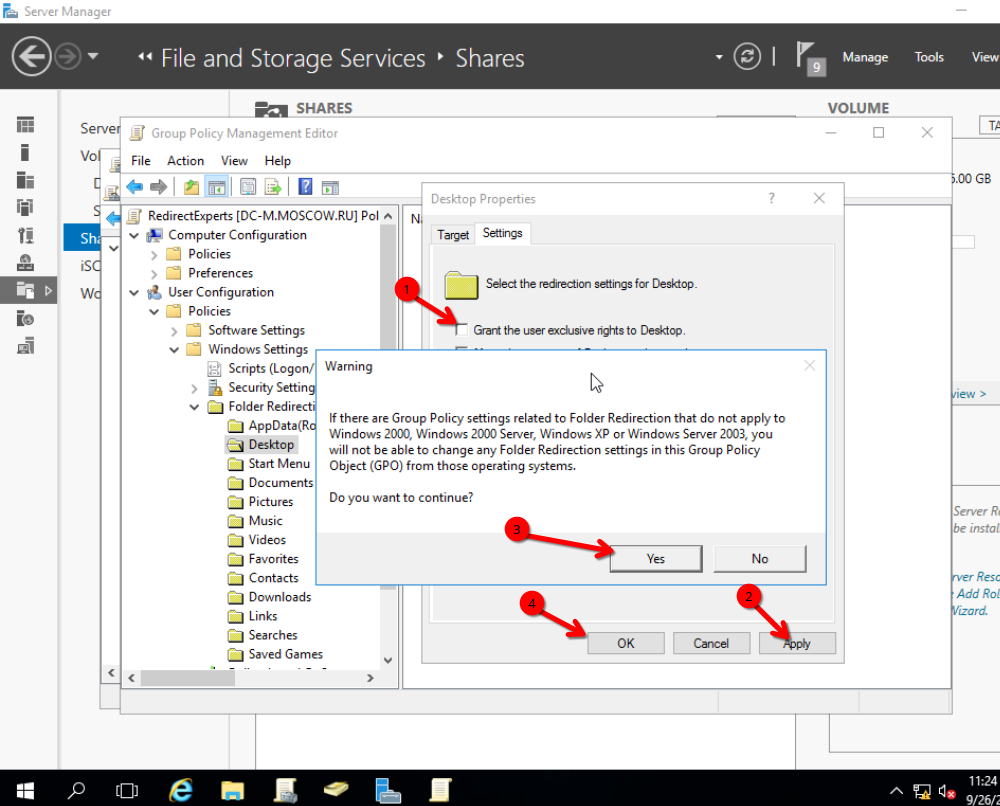 Server Manager
File and Storage Services
Shares
9
Manage
Tools
View
SHARES
VOLUME
Server
Group Policy Management Editor
Vol
File Action View Help
5.00 GB
Desktop Properties
RedirectExperts [DC-M.MOSCOW.RU] Pol
Computer Configuration
Policies
Preferences
User Configuration
Policies
Software Settings
Windows Settings
Scripts (Logon/
Security Setting
Folder Redirecti
AppData(Ro
Desktop
Start Menu
Documents
Pictures
Music
Videos
Favorites
Contacts
Downloads
Links
Searches
Saved Games
Target
Settings
Select the redirection settings for Desktop.
1
Grant the user exclusive rights to Desktop.
Warning
If there are Group Policy settings related to Folder Redirection that do not apply to
Windows 2000, Windows 2000 Server, Windows XP or Windows Server 2003, you
will not be able to change any Folder Redirection settings in this Group Policy
Object (GPO) from those operating systems.
Do you want to continue?
3
Yes
No
4
2
OK
Cancel
Apply
view >
Server Re
be instal
rver Reso
Add Rol
Wizard.
11:24
9/26/2